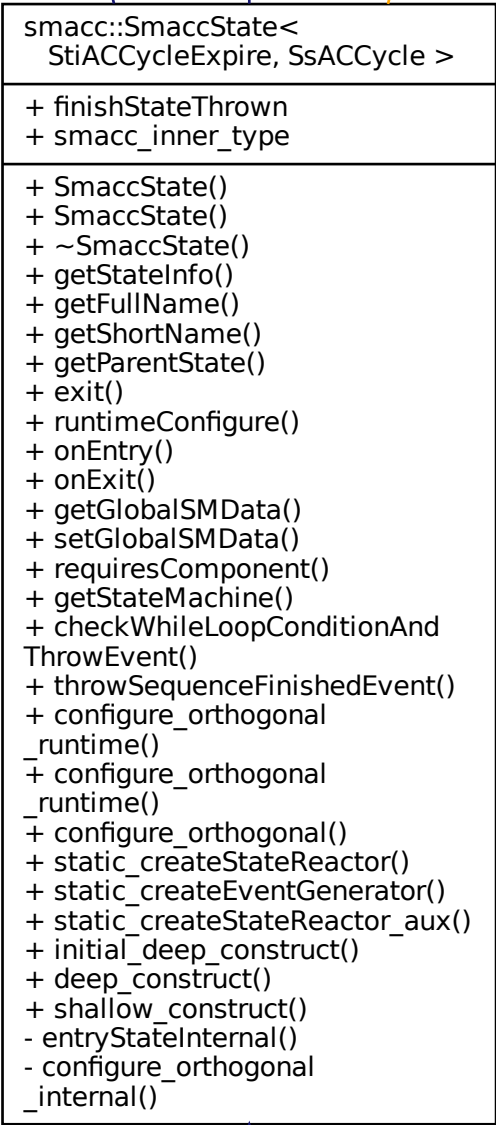 smacc::SmaccState<
StiACCycleExpire, SsACCycle >
+ finishStateThrown
+ smacc_inner_type
+ SmaccState()
+ SmaccState()
+ ~SmaccState()
+ getStateInfo()
+ getFullName()
+ getShortName()
+ getParentState()
+ exit()
+ runtimeConfigure()
+ onEntry()
+ onExit()
+ getGlobalSMData()
+ setGlobalSMData()
+ requiresComponent()
+ getStateMachine()
+ checkWhileLoopConditionAnd
ThrowEvent()
+ throwSequenceFinishedEvent()
+ configure_orthogonal
_runtime()
+ configure_orthogonal
_runtime()
+ configure_orthogonal()
+ static_createStateReactor()
+ static_createEventGenerator()
+ static_createStateReactor_aux()
+ initial_deep_construct()
+ deep_construct()
+ shallow_construct()
- entryStateInternal()
- configure_orthogonal
_internal()